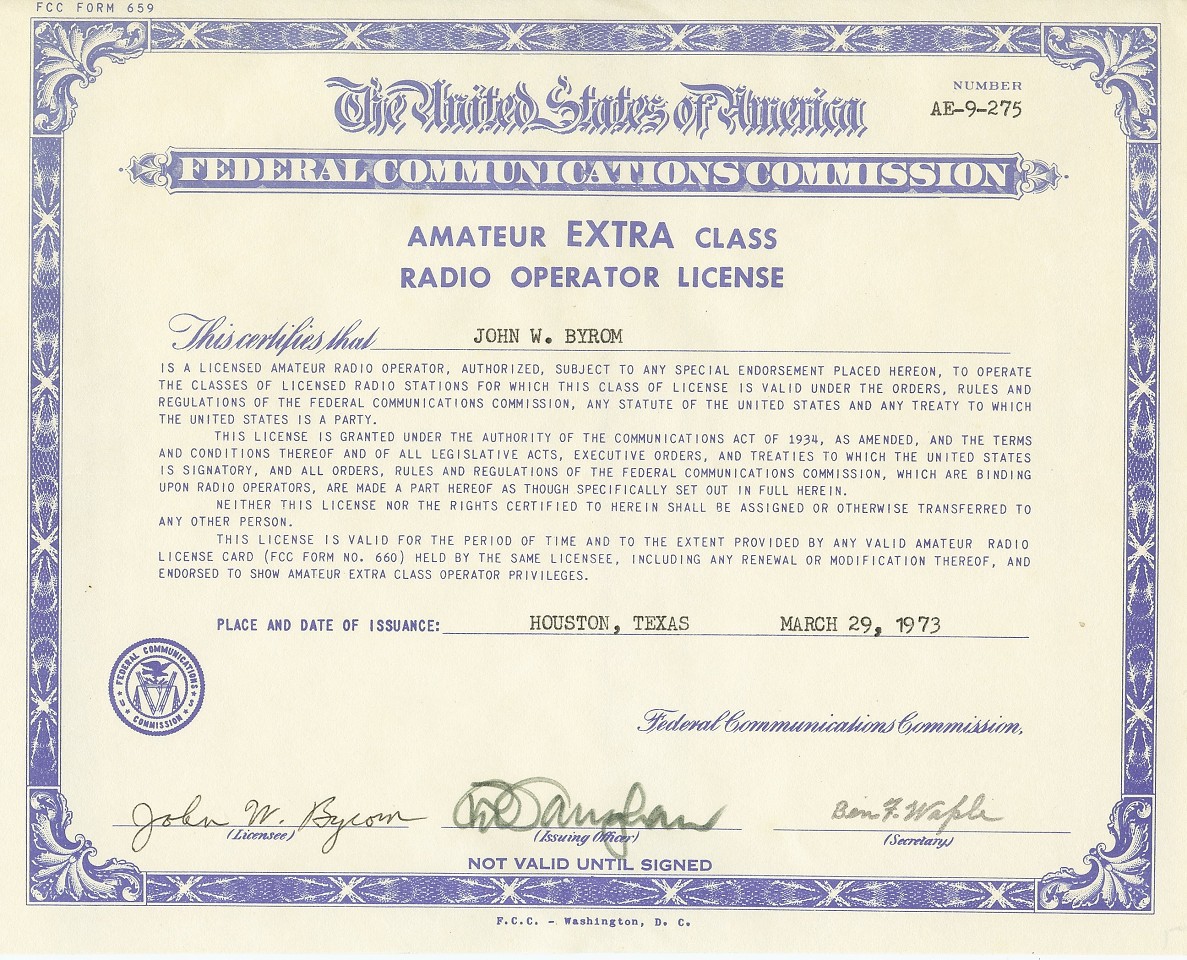 FCC FORM 659
The United States of America
NUMBER
AE-9-275
FEDERAL COMMUNICATIONS COMMISSION
AMATEUR EXTRA CLASS
RADIO OPERATOR LICENSE
This certifies that JOHN W. BYROM
IS A LICENSED AMATEUR RADIO OPERATOR, AUTHORIZED, SUBJECT TO ANY SPECIAL ENDORSEMENT PLACED HEREON, TO OPERATE
THE CLASSES OF LICENSED RADIO STATIONS FOR WHICH THIS CLASS OF LICENSE IS VALID UNDER THE ORDERS, RULES AND
REGULATIONS OF THE FEDERAL COMMUNICATIONS COMMISSION, ANY STATUTE OF THE UNITED STATES AND ANY TREATY TO WHICH
THE UNITED STATES IS A PARTY.
THIS LICENSE IS GRANTED UNDER THE AUTHORITY OF THE COMMUNICATIONS ACT OF 1934, AS AMENDED, AND THE TERMS
AND CONDITIONS THEREOF AND OF ALL LEGISLATIVE ACTS, EXECUTIVE ORDERS, AND TREATIES TO WHICH THE UNITED STATES
IS SIGNATORY, AND ALL ORDERS, RULES AND REGULATIONS OF THE FEDERAL COMMUNICATIONS COMMISSION, WHICH ARE BINDING
UPON RADIO OPERATORS, ARE MADE A PART HEREOF AS THOUGH SPECIFICALLY SET OUT IN FULL HEREIN.
NEITHER THIS LICENSE NOR THE RIGHTS CERTIFIED TO HEREIN SHALL BE ASSIGNED OR OTHERWISE TRANSFERRED TO
ANY OTHER PERSON.
THIS LICENSE IS VALID FOR THE PERIOD OF TIME AND TO THE EXTENT PROVIDED BY ANY VALID AMATEUR RADIO
LICENSE CARD (FCC FORM NO. 660) HELD BY THE SAME LICENSEE, INCLUDING ANY RENEWAL OR MODIFICATION THEREOF, AND
ENDORSED TO SHOW AMATEUR EXTRA CLASS OPERATOR PRIVILEGES.
PLACE AND DATE OF ISSUANCE: HOUSTON, TEXAS MARCH 29, 1973
FEDERAL COMMUNICATIONS
COMMISSION
U S
Federal Communications Commission.
John W. Byrom
Ben F. Waple
(Licensee) (Issuing Officer) (Secretary)
NOT VALID UNTIL SIGNED
F.C.C. - Washington, D. C.